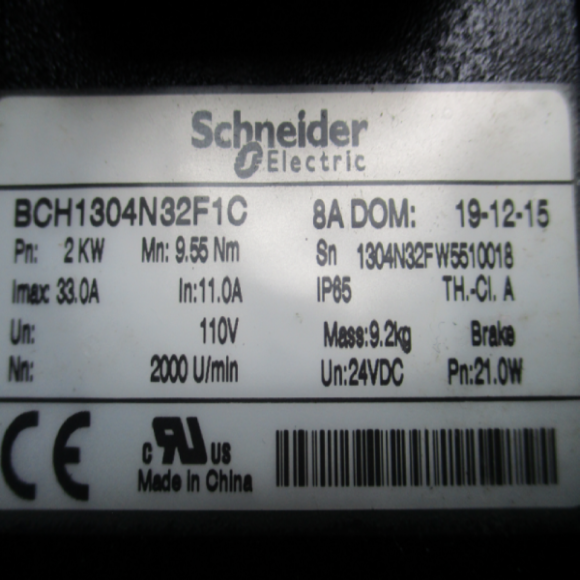 Schneider
Electric
BCH1304N32F1C 8A DOM: 19-12-15
Pn: 2 KW Mn: 9.55 Nm Sn 1304N32FW5510018
Imax: 33.0A In:11.0A IP65 TH.-Cl. A
Un: 110V Mass:9.2kg Brake
Nn: 2000 U/min Un:24VDC Pn:21.0W
CE c RU US
Made in China